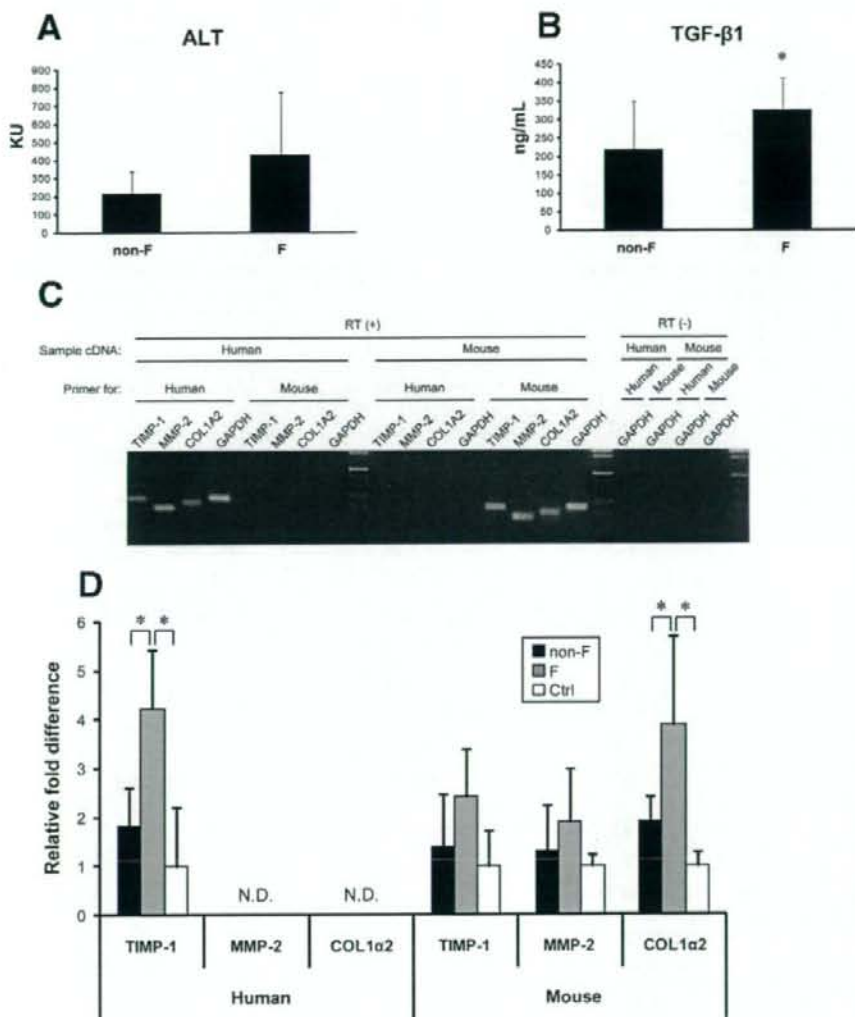 A
ALT
KU
900
800
700
600
500
400
300
200
100
0
non-F
F
B
TGF-β1
ng/mL
450
400
350
300
250
200
150
100
50
0
*
non-F
F
C
RT (+)
RT (-)
Sample cDNA:
Human
Mouse
Human
Mouse
Primer for:
Human
Mouse
Human
Mouse
Human
Mouse
Human
Mouse
TIMP-1
MMP-2
COL1A2
GAPDH
TIMP-1
MMP-2
COL1A2
GAPDH
TIMP-1
MMP-2
COL1A2
GAPDH
TIMP-1
MMP-2
COL1A2
GAPDH
GAPDH
GAPDH
GAPDH
GAPDH
D
Relative fold difference
6
5
4
3
2
1
0
* *
* *
non-F
F
Ctrl
N.D.
N.D.
TIMP-1
MMP-2
COL1α2
TIMP-1
MMP-2
COL1α2
Human
Mouse